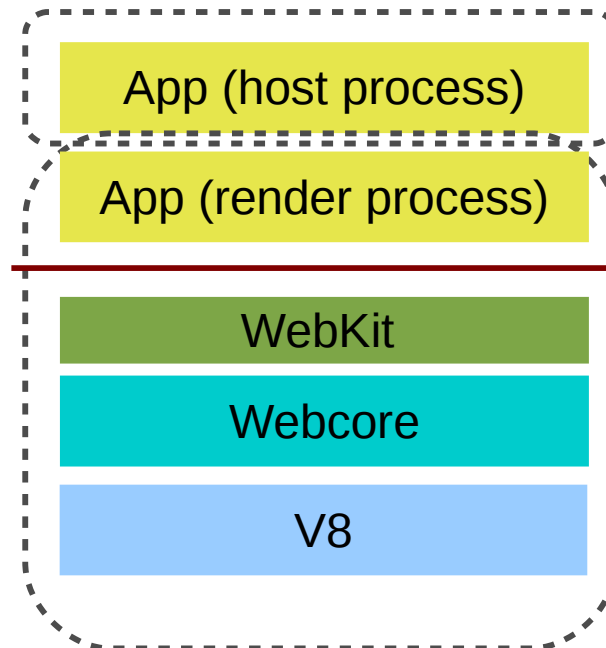 App (host process)
App (render process)
WebKit
Webcore
V8